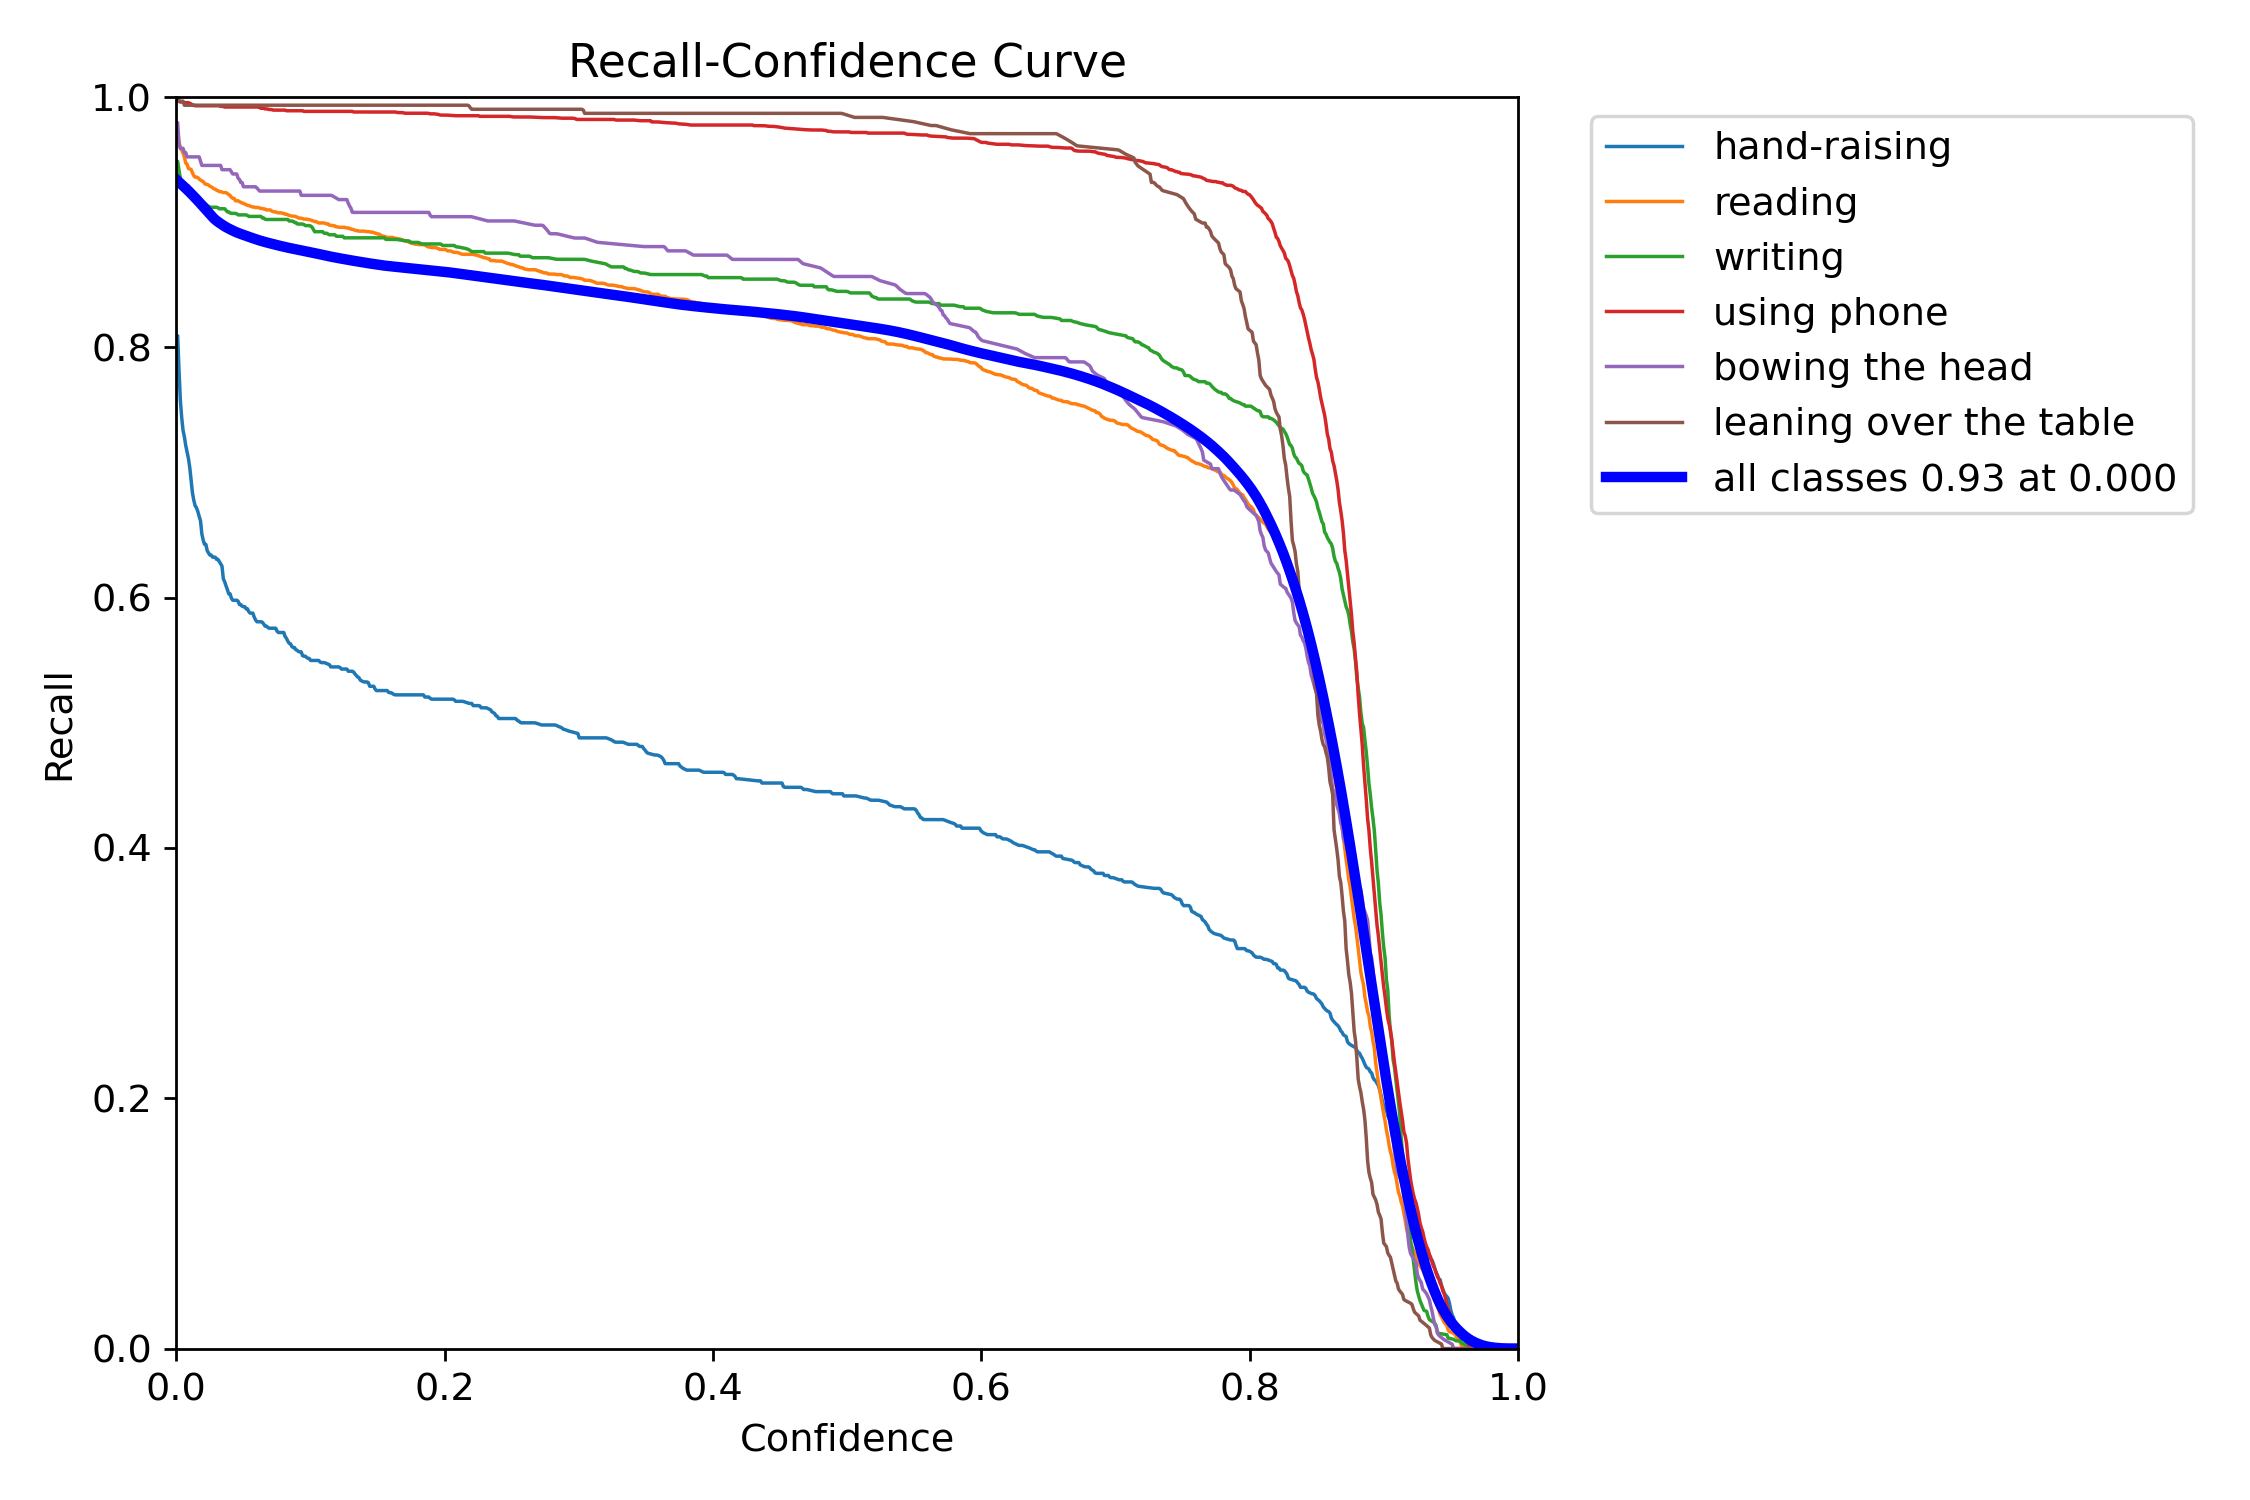 Recall-Confidence Curve
1.0
0.8
0.6
0.4
0.2
0.0
Recall
0.0 0.2 0.4 0.6 0.8 1.0
Confidence
hand-raising
reading
writing
using phone
bowing the head
leaning over the table
all classes 0.93 at 0.000